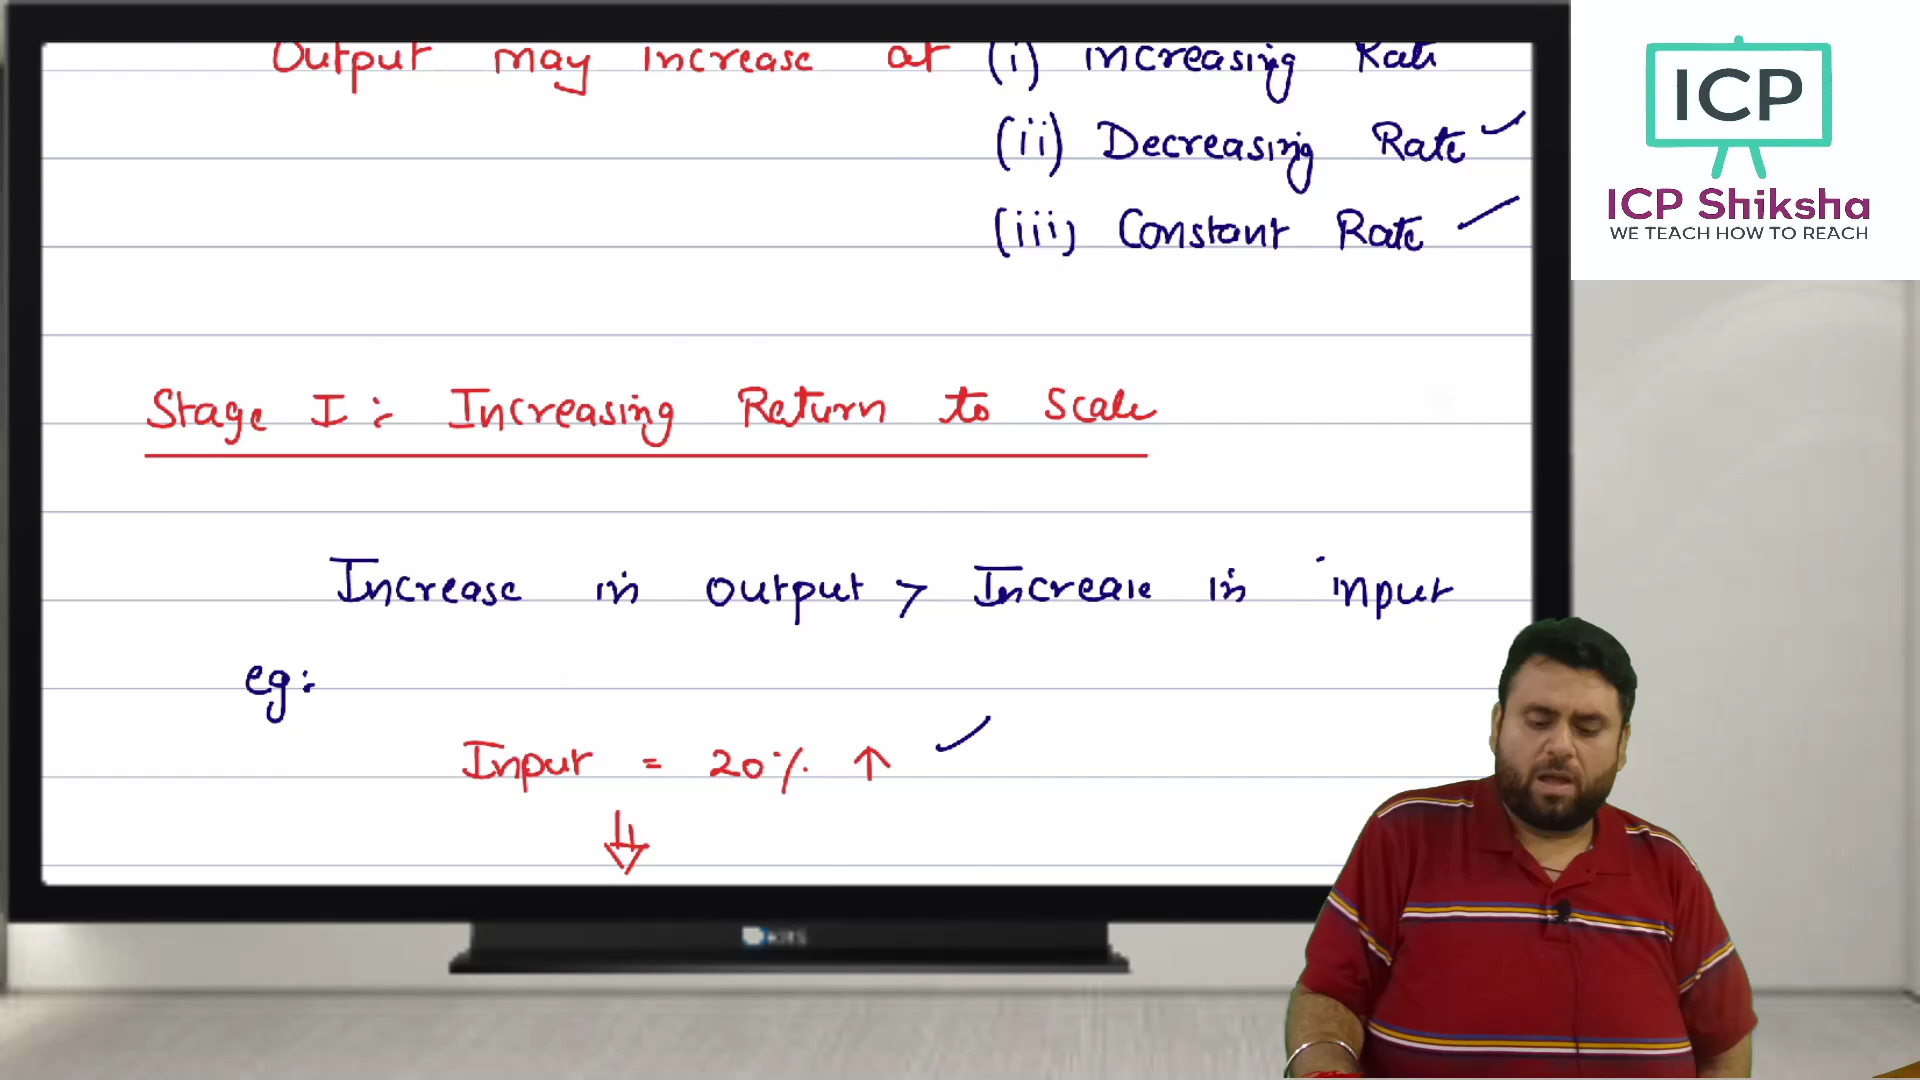 Output may increase at (i) increasing Rate
(ii) Decreasing Rate
(iii) Constant Rate
Stage I :- Increasing Return to Scale
Increase in output > Increase in input
eg :-
Input = 20% ↑
ICP
ICP Shiksha
WE TEACH HOW TO REACH